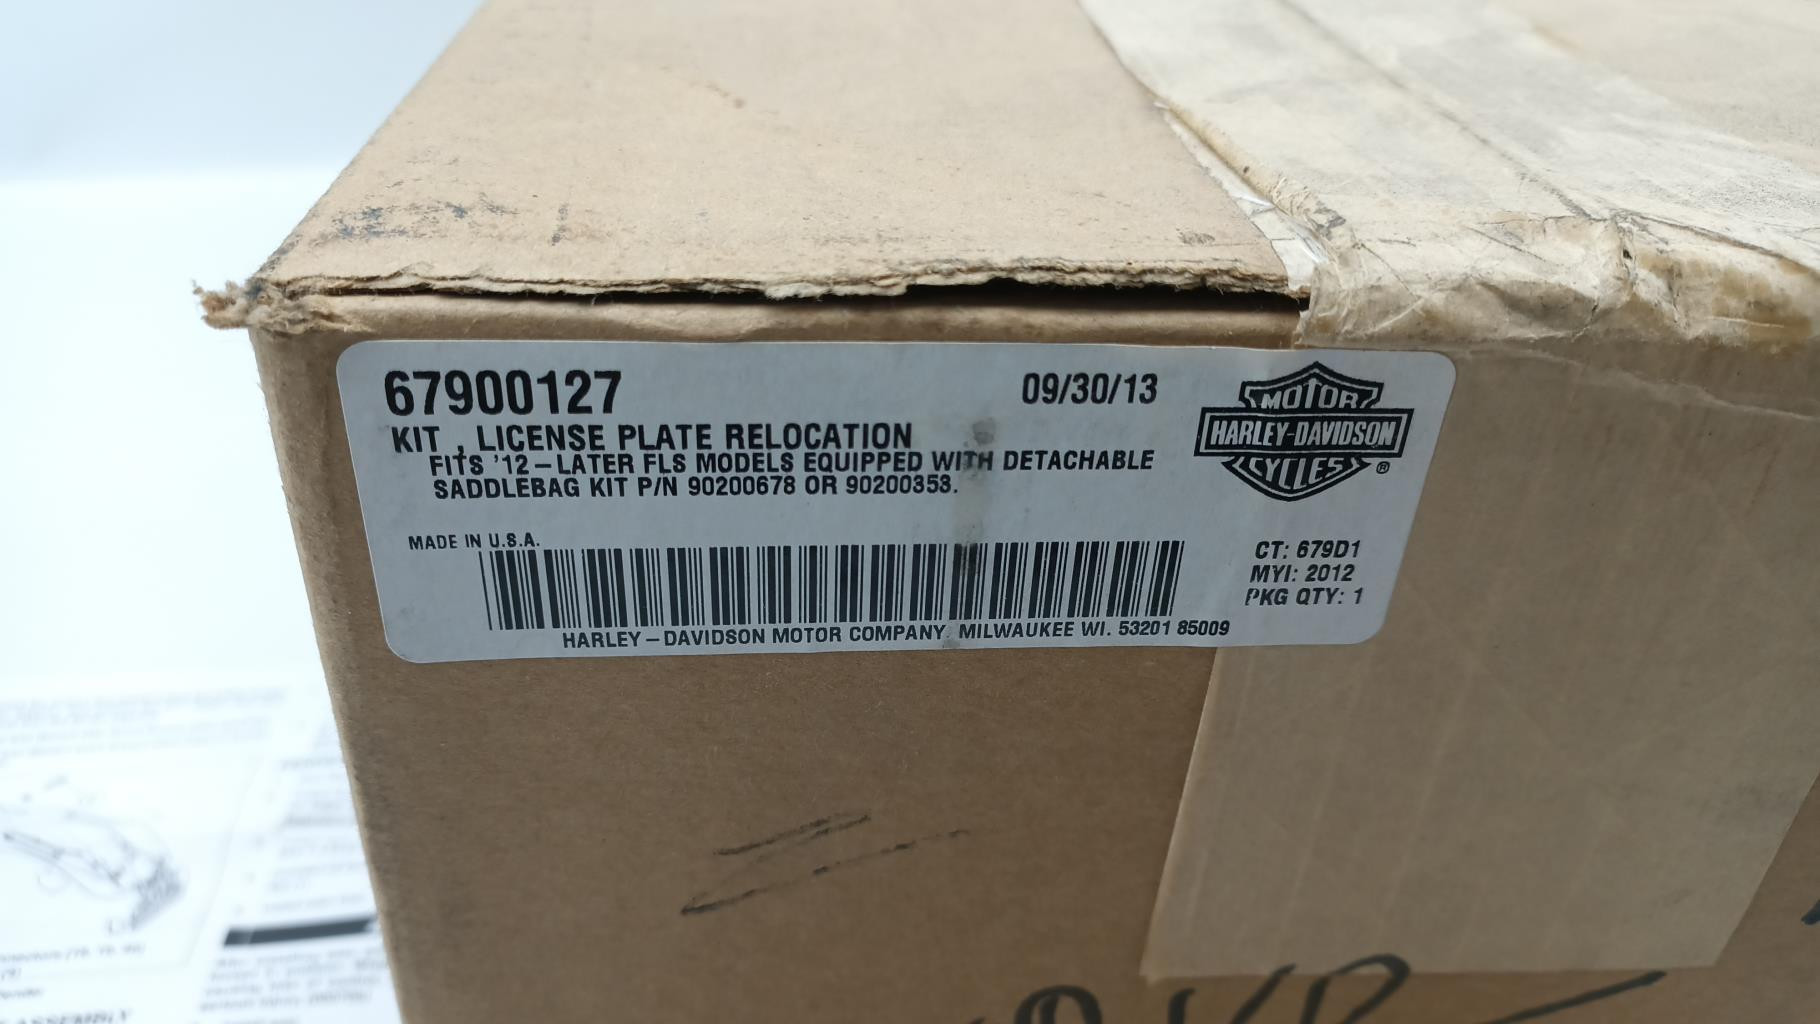 67900127
09/30/13
KIT , LICENSE PLATE RELOCATION
FITS '12 – LATER FLS MODELS EQUIPPED WITH DETACHABLE
SADDLEBAG KIT P/N 90200678 OR 90200353.
MOTOR
HARLEY-DAVIDSON
CYCLES ®
MADE IN U.S.A.
CT: 679D1
MYI: 2012
PKG QTY: 1
HARLEY – DAVIDSON MOTOR COMPANY. MILWAUKEE WI. 53201 85009
ASSEMBLY